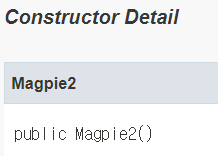 Constructor Detail
Magpie2
public Magpie2()